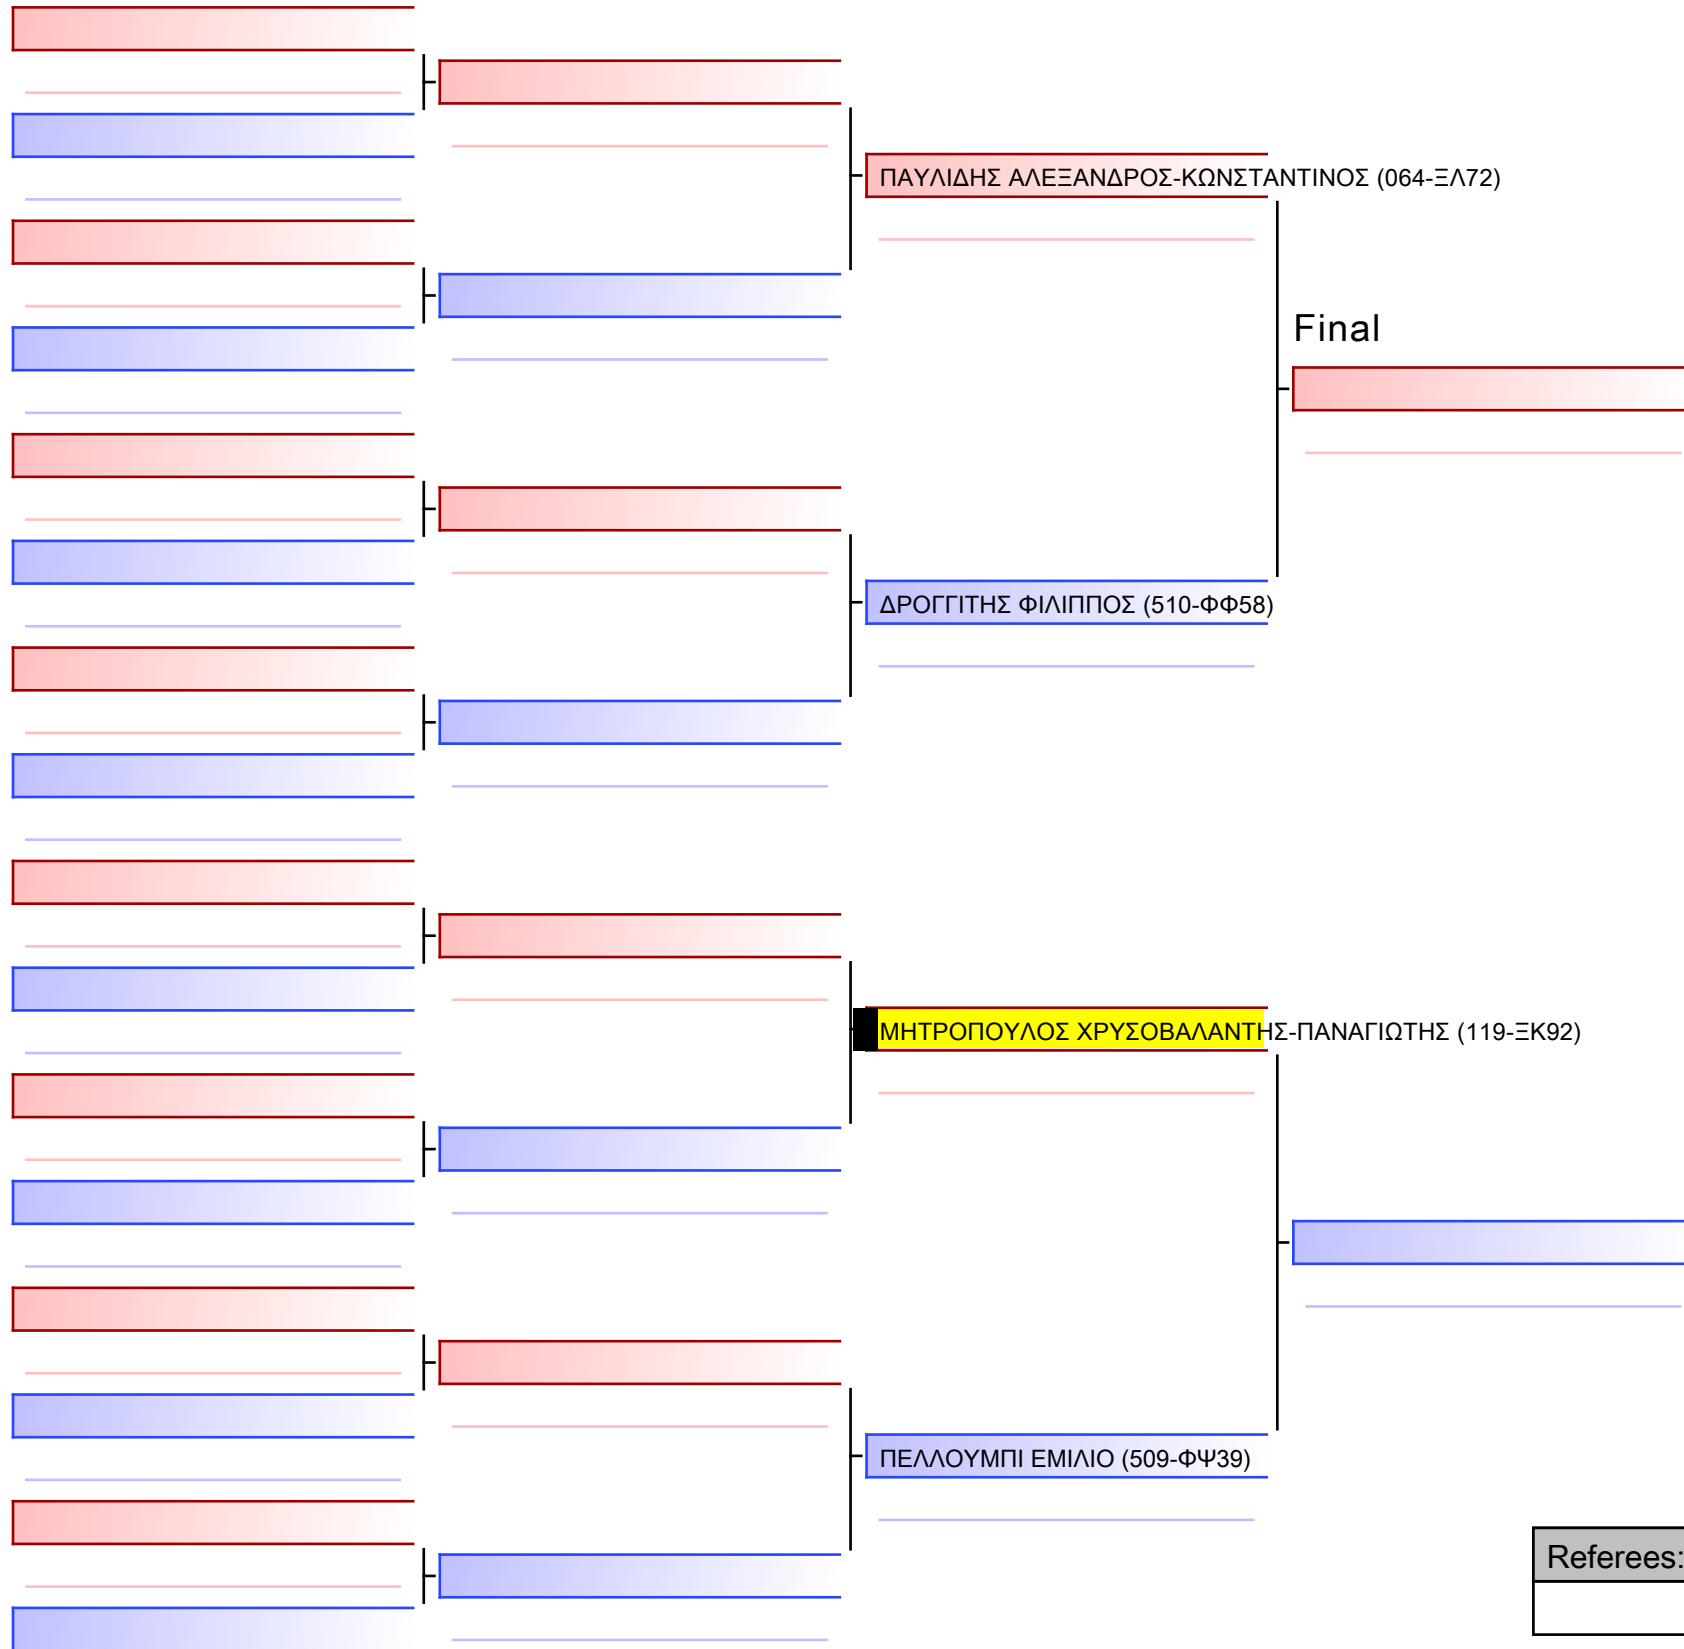 ΠΑΥΛΙΔΗΣ ΑΛΕΞΑΝΔΡΟΣ-ΚΩΝΣΤΑΝΤΙΝΟΣ (064-ΞΛ72)
Final
ΔΡΟΓΓΙΤΗΣ ΦΙΛΙΠΠΟΣ (510-ΦΦ58)
ΜΗΤΡΟΠΟΥΛΟΣ ΧΡΥΣΟΒΑΛΑΝΤΗΣ-ΠΑΝΑΓΙΩΤΗΣ (119-ΞΚ92)
ΠΕΛΛΟΥΜΠΙ ΕΜΙΛΙΟ (509-ΦΨ39)
Referees: